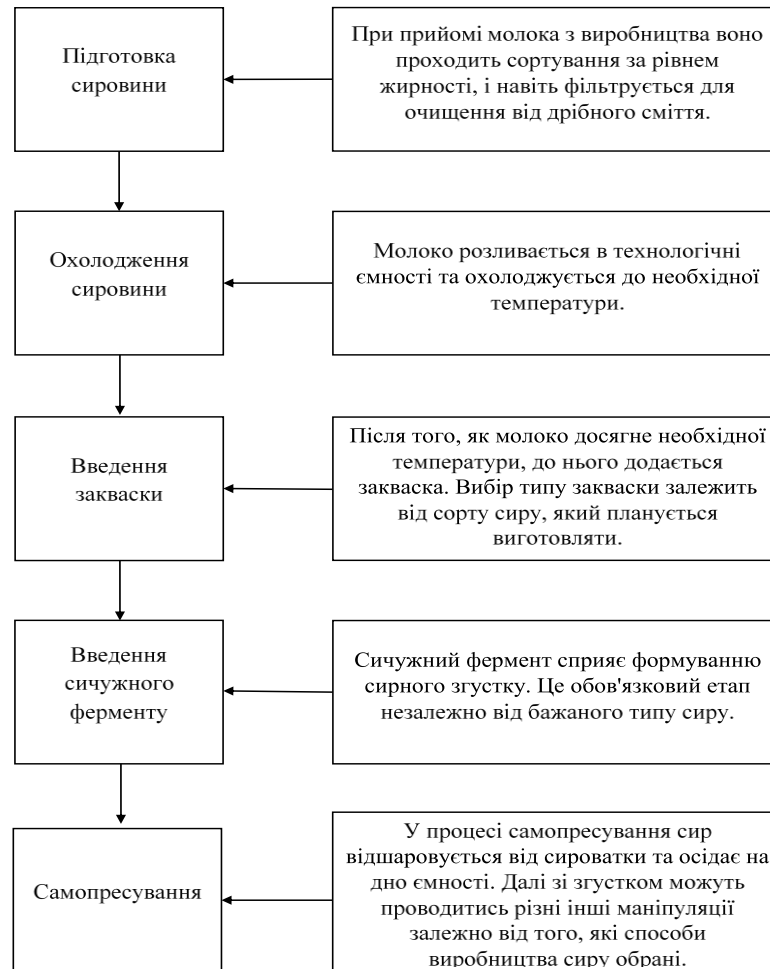 Підготовка
сировини
При прийомі молока з виробництва воно
проходить сортування за рівнем
жирності, і навіть фільтрується для
очищення від дрібного сміття.
Охолодження
сировини
Молоко розливається в технологічні
ємності та охолоджується до необхідної
температури.
Введення
закваски
Після того, як молоко досягне необхідної
температури, до нього додається
закваска. Вибір типу закваски залежить
від сорту сиру, який планується
виготовляти.
Введення
сичужного
ферменту
Сичужний фермент сприяє формуванню
сирного згустку. Це обов'язковий етап
незалежно від бажаного типу сиру.
Самопресування
У процесі самопресування сир
відшаровується від сироватки та осідає на
дно ємності. Далі зі згустком можуть
проводитись різні інші маніпуляції
залежно від того, які способи
виробництва сиру обрані.